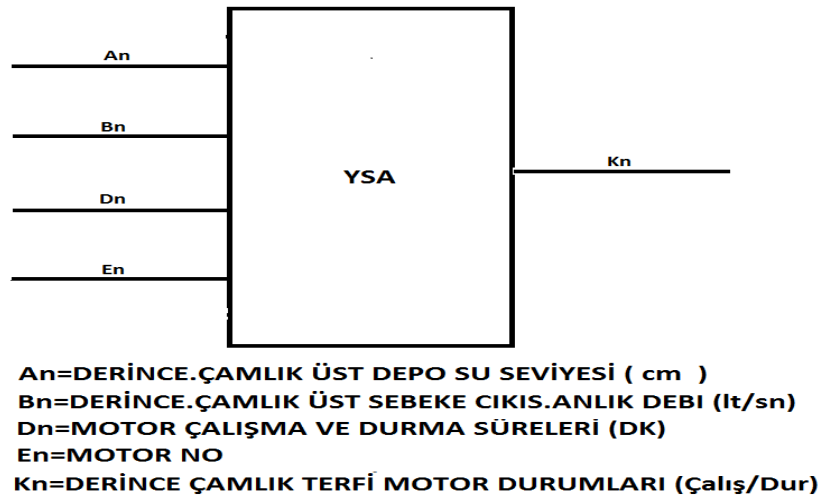 An
Bn
Dn
En
YSA
Kn
An=DERİNCE.ÇAMLIK ÜST DEPO SU SEVİYESİ ( cm )
Bn=DERİNCE.ÇAMLIK ÜST SEBEKE CIKIS.ANLIK DEBI (lt/sn)
Dn=MOTOR ÇALIŞMA VE DURMA SÜRELERİ (DK)
En=MOTOR NO
Kn=DERİNCE ÇAMLIK TERFİ MOTOR DURUMLARI (Çalış/Dur)